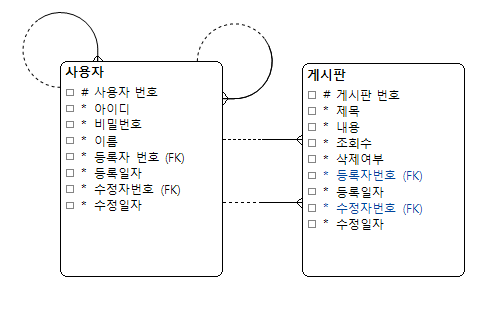 사용자
# 사용자 번호
* 아이디
* 비밀번호
* 이름
* 등록자 번호 (FK)
* 등록일자
* 수정자번호 (FK)
* 수정일자
게시판
# 게시판 번호
* 제목
* 내용
* 조회수
* 삭제여부
* 등록자번호 (FK)
* 등록일자
* 수정자번호 (FK)
* 수정일자